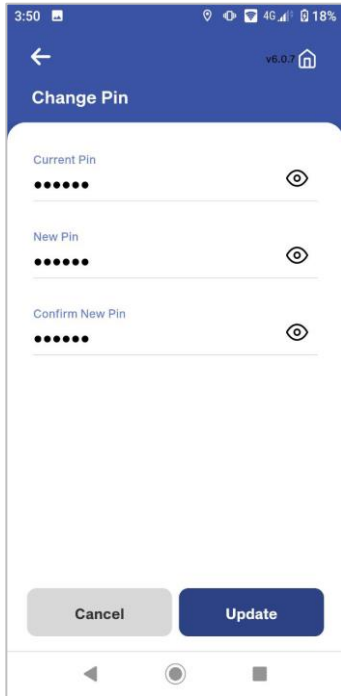 3:50 4G 18%
v6.0.7
Change Pin
Current Pin
••••••
New Pin
••••••
Confirm New Pin
••••••
Cancel Update